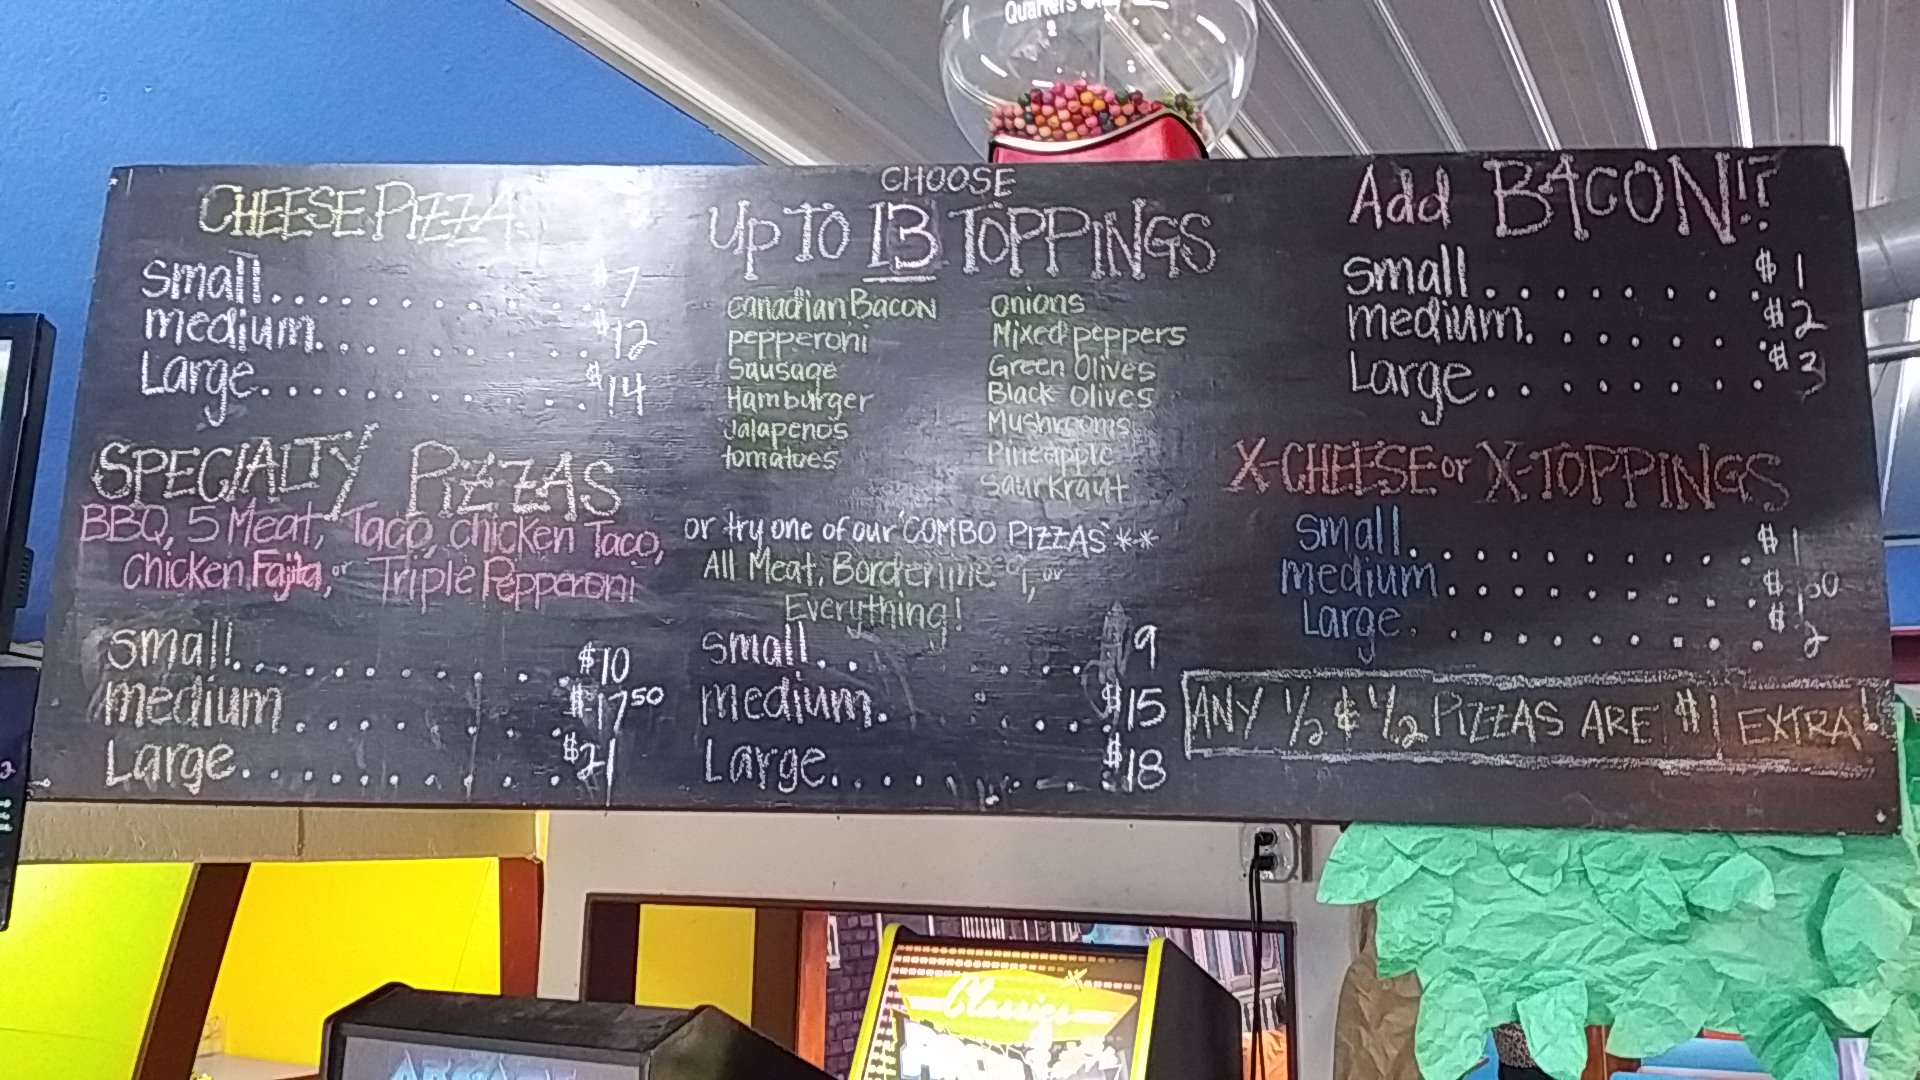 Quarters Only
CHEESE PIZZA
small............ $7
medium.......... $12
Large............ $14
SPECIALTY PIZZAS
BBQ, 5 Meat, Taco, chicken Taco,
Chicken Fajita, or Triple Pepperoni
small............ $10
medium.......... $17 50
Large............ $21
CHOOSE
Up TO 13 TOPPINGS
Canadian Bacon
pepperoni
Sausage
Hamburger
Jalapenos
tomatoes
Onions
Mixed peppers
Green Olives
Black Olives
Mushrooms
Pineapple
Saurkraut
or try one of our "COMBO PIZZAS" **
All Meat, Borderline, or
Everything!
small...... 9
medium...... $15
Large.......... $18
Add BACON!?
small......... $1
medium........ $2
Large.......... $3
X-CHEESE or X-TOPPINGS
small........... $1
medium.......... $1 50
Large........... $2
ANY 1/2 & 1/2 PIZZAS ARE $1 EXTRA!
Classics